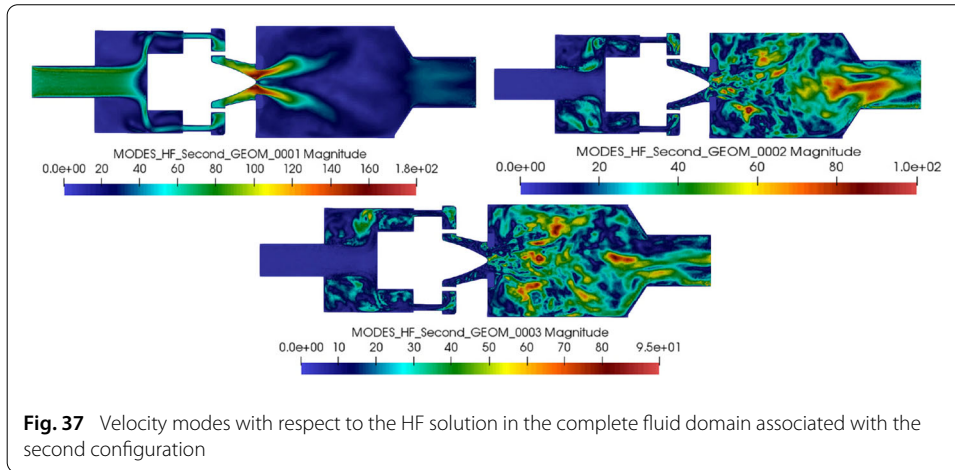 MODES_HF_Second_GEOM_0001 Magnitude
0.0e+00 20 40 60 80 100 120 140 160 1.8e+02
MODES_HF_Second_GEOM_0002 Magnitude
0.0e+00 20 40 60 80 1.0e+02
MODES_HF_Second_GEOM_0003 Magnitude
0.0e+00 10 20 30 40 50 60 70 80 9.5e+01
Fig. 37 Velocity modes with respect to the HF solution in the complete fluid domain associated with the
second configuration